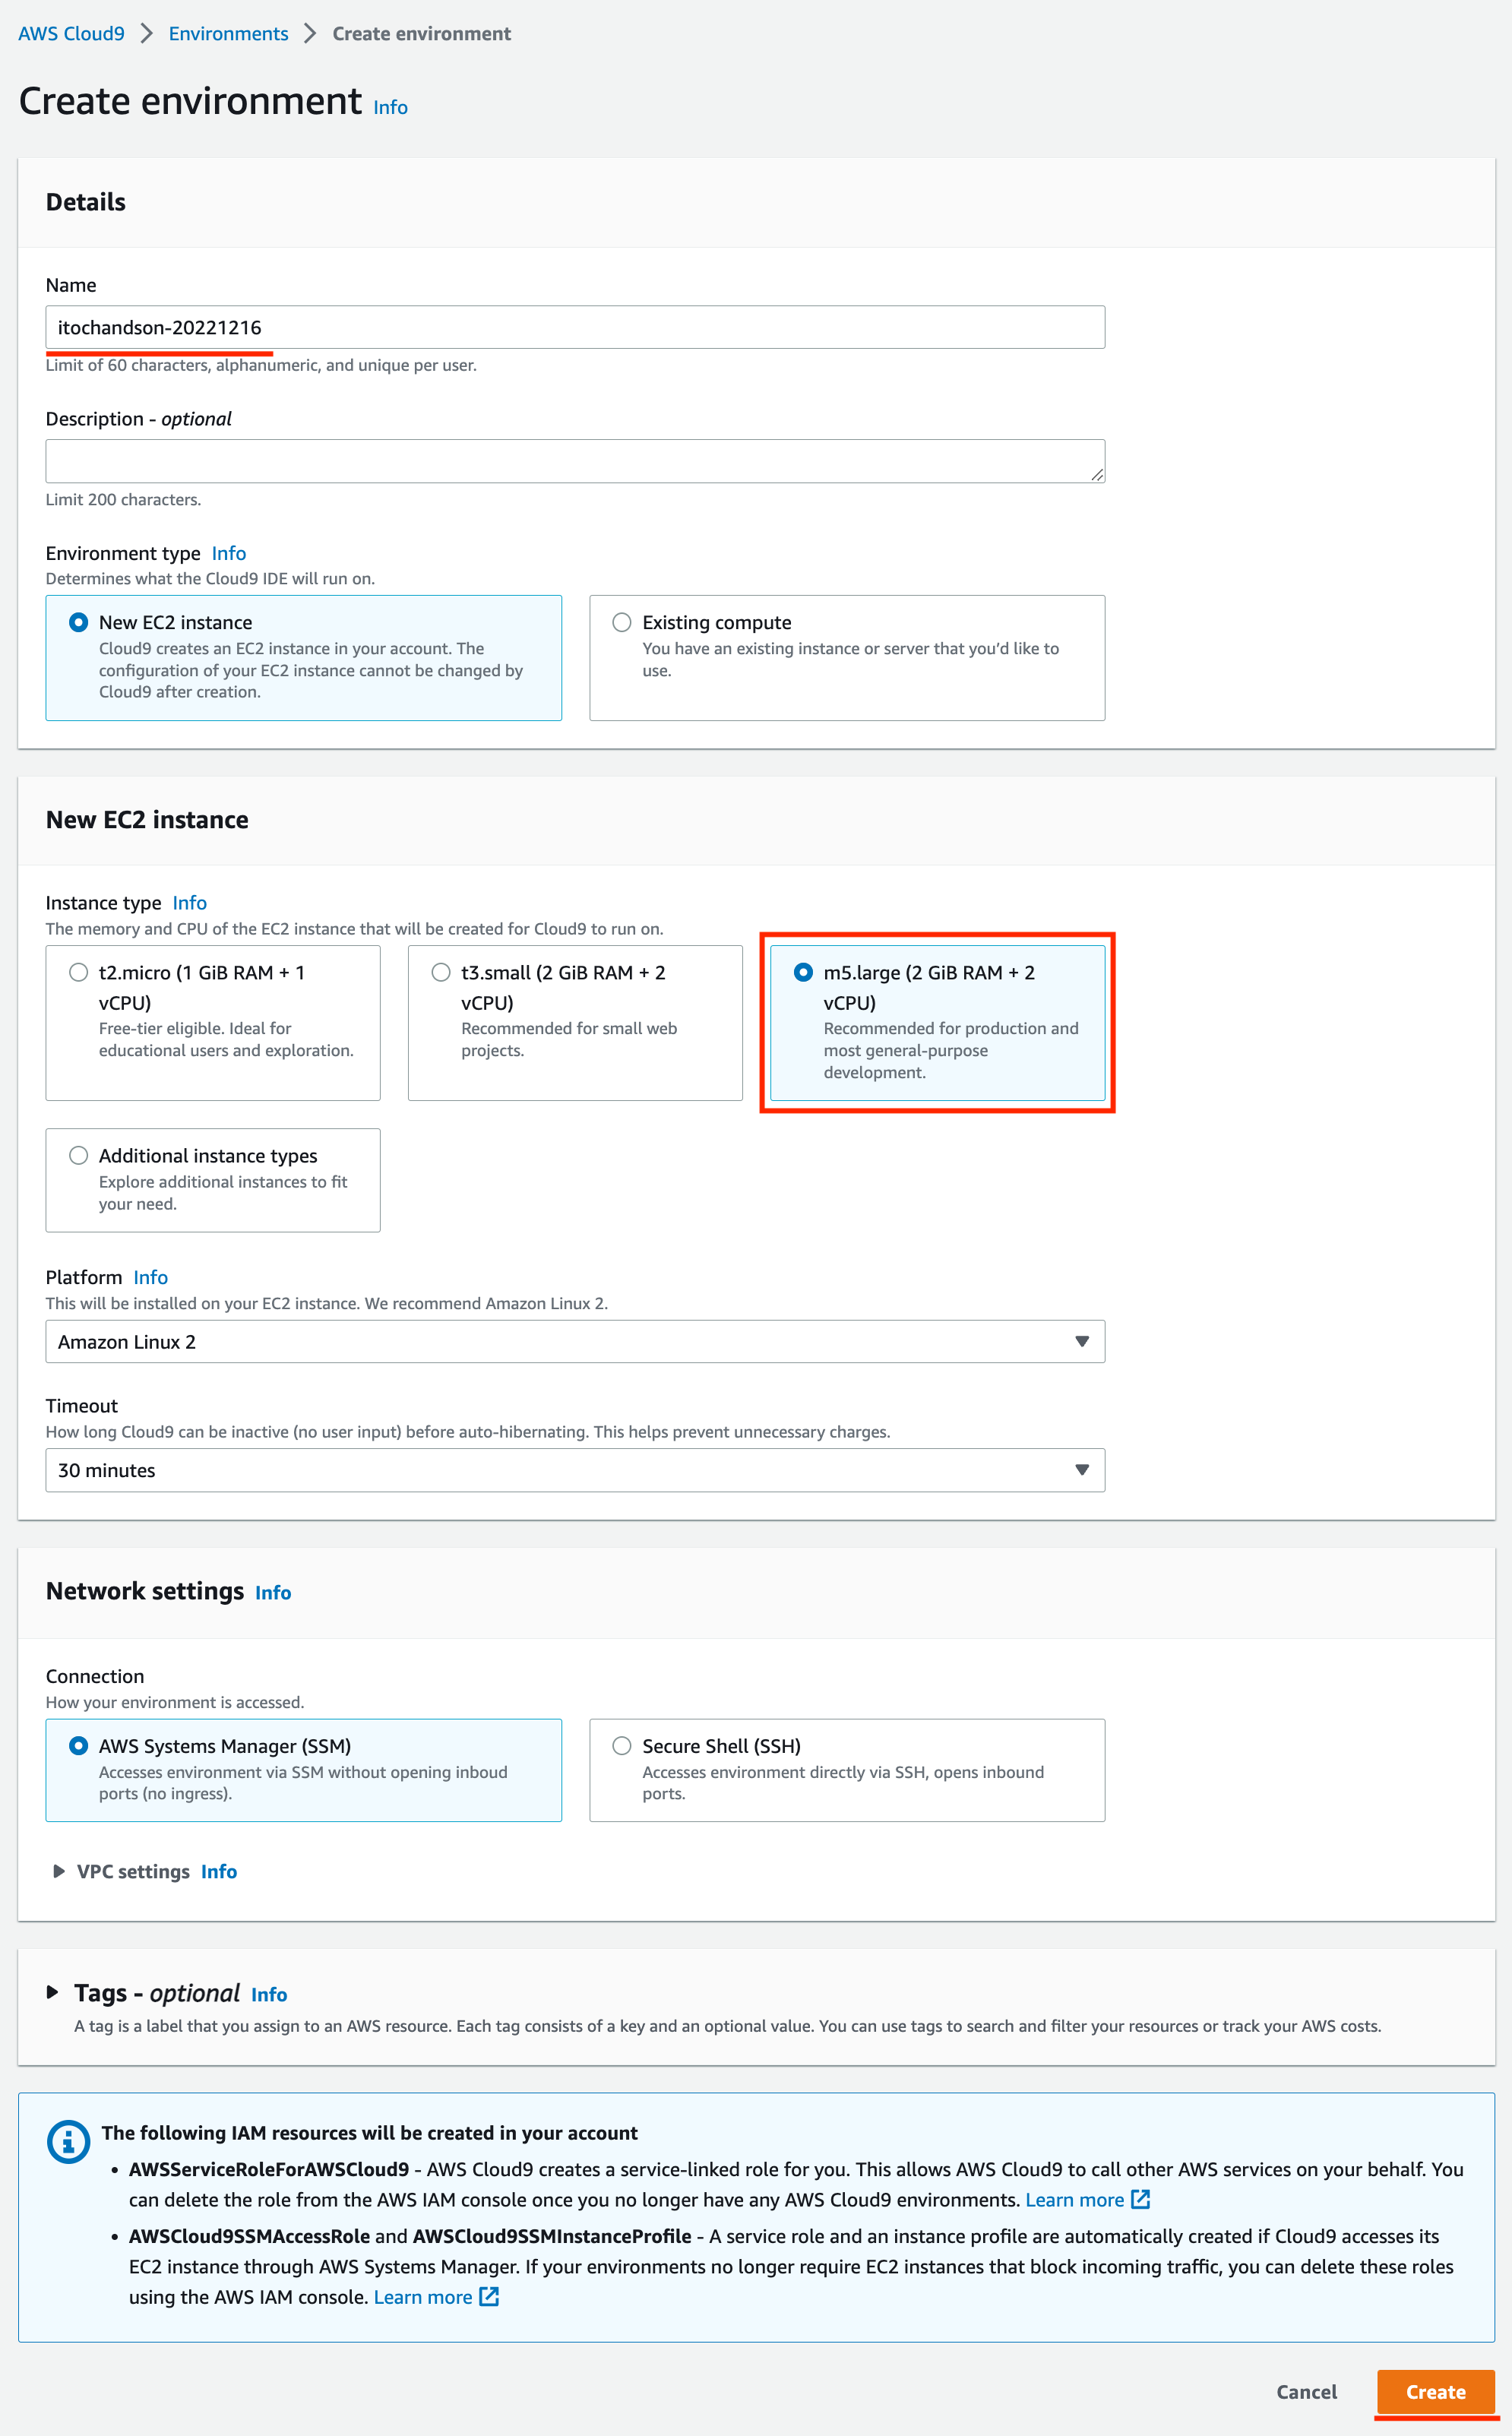 AWS Cloud9 > Environments > Create environment
Create environment Info
Details
Name
itochandson-20221216
Limit of 60 characters, alphanumeric, and unique per user.
Description - optional
Limit 200 characters.
Environment type Info
Determines what the Cloud9 IDE will run on.
New EC2 instance
Cloud9 creates an EC2 instance in your account. The
configuration of your EC2 instance cannot be changed by
Cloud9 after creation.
Existing compute
You have an existing instance or server that you’d like to
use.
New EC2 instance
Instance type Info
The memory and CPU of the EC2 instance that will be created for Cloud9 to run on.
t2.micro (1 GiB RAM + 1
vCPU)
Free-tier eligible. Ideal for
educational users and exploration.
t3.small (2 GiB RAM + 2
vCPU)
Recommended for small web
projects.
m5.large (2 GiB RAM + 2
vCPU)
Recommended for production and
most general-purpose
development.
Additional instance types
Explore additional instances to fit
your need.
Platform Info
This will be installed on your EC2 instance. We recommend Amazon Linux 2.
Amazon Linux 2
Timeout
How long Cloud9 can be inactive (no user input) before auto-hibernating. This helps prevent unnecessary charges.
30 minutes
Network settings Info
Connection
How your environment is accessed.
AWS Systems Manager (SSM)
Accesses environment via SSM without opening inboud
ports (no ingress).
Secure Shell (SSH)
Accesses environment directly via SSH, opens inbound
ports.
VPC settings Info
Tags - optional Info
A tag is a label that you assign to an AWS resource. Each tag consists of a key and an optional value. You can use tags to search and filter your resources or track your AWS costs.
The following IAM resources will be created in your account
• AWSServiceRoleForAWSCloud9 - AWS Cloud9 creates a service-linked role for you. This allows AWS Cloud9 to call other AWS services on your behalf. You
can delete the role from the AWS IAM console once you no longer have any AWS Cloud9 environments. Learn more
• AWSCloud9SSMAccessRole and AWSCloud9SSMInstanceProfile - A service role and an instance profile are automatically created if Cloud9 accesses its
EC2 instance through AWS Systems Manager. If your environments no longer require EC2 instances that block incoming traffic, you can delete these roles
using the AWS IAM console. Learn more
Cancel
Create